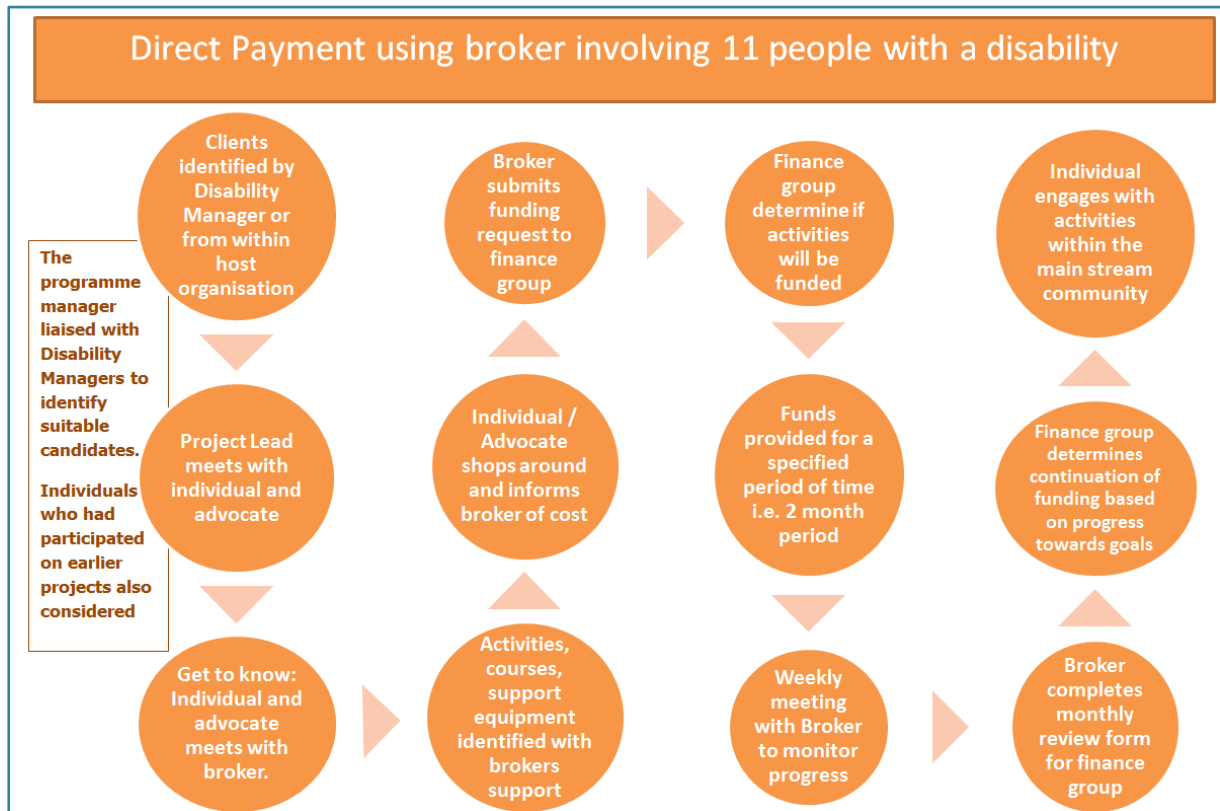 Direct Payment using broker involving 11 people with a disability
Clients
identified by
Disability
Manager or
from within
host
organisation
The
programme
manager
liaised with
Disability
Managers to
identify
suitable
candidates.
Individuals
who had
participated
on earlier
projects also
considered
Project Lead
meets with
individual and
advocate
Get to know:
Individual and
advocate
meets with
broker.
Activities,
courses,
support
equipment
identified with
brokers
support
Individual /
Advocate
shops around
and informs
broker of cost
Broker
submits
funding
request to
finance
group
Finance
group
determine if
activities
will be
funded
Funds
provided for a
specified
period of time
i.e. 2 month
period
Weekly
meeting
with Broker
to monitor
progress
Broker
completes
monthly
review form
for finance
group
Finance group
determines
continuation of
funding based
on progress
towards goals
Individual
engages with
activities
within the
main stream
community